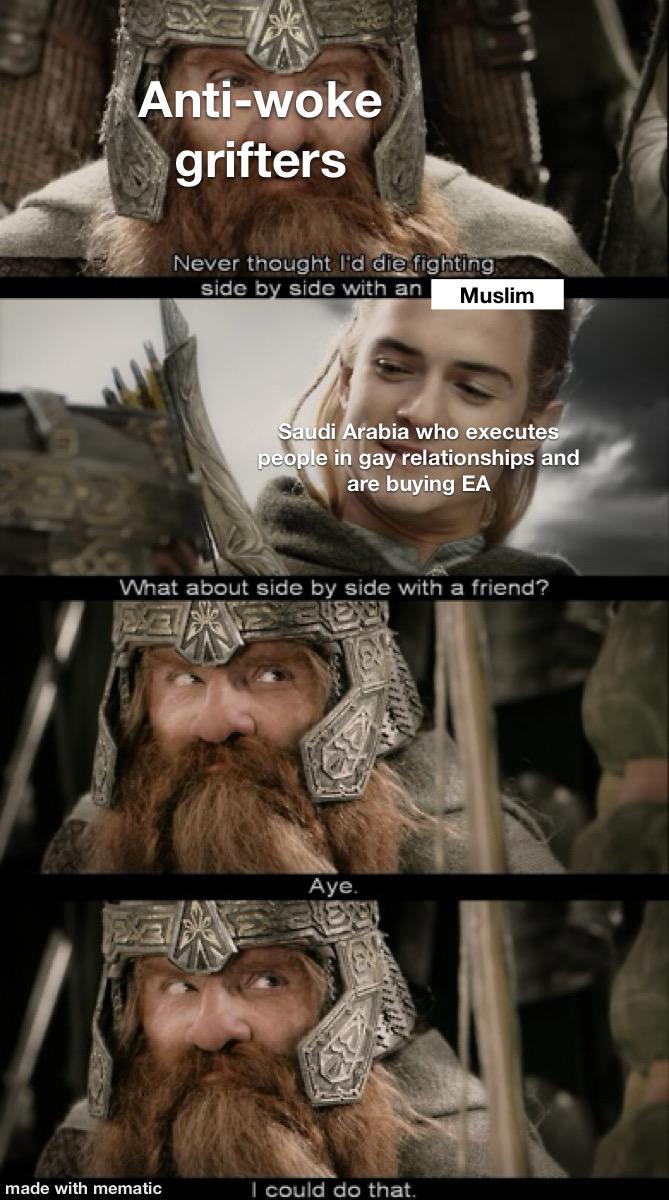 Anti-woke
grifters
Never thought I'd die fighting
side by side with an Muslim
Saudi Arabia who executes
people in gay relationships and
are buying EA
What about side by side with a friend?
Aye.
made with mematic
I could do that.